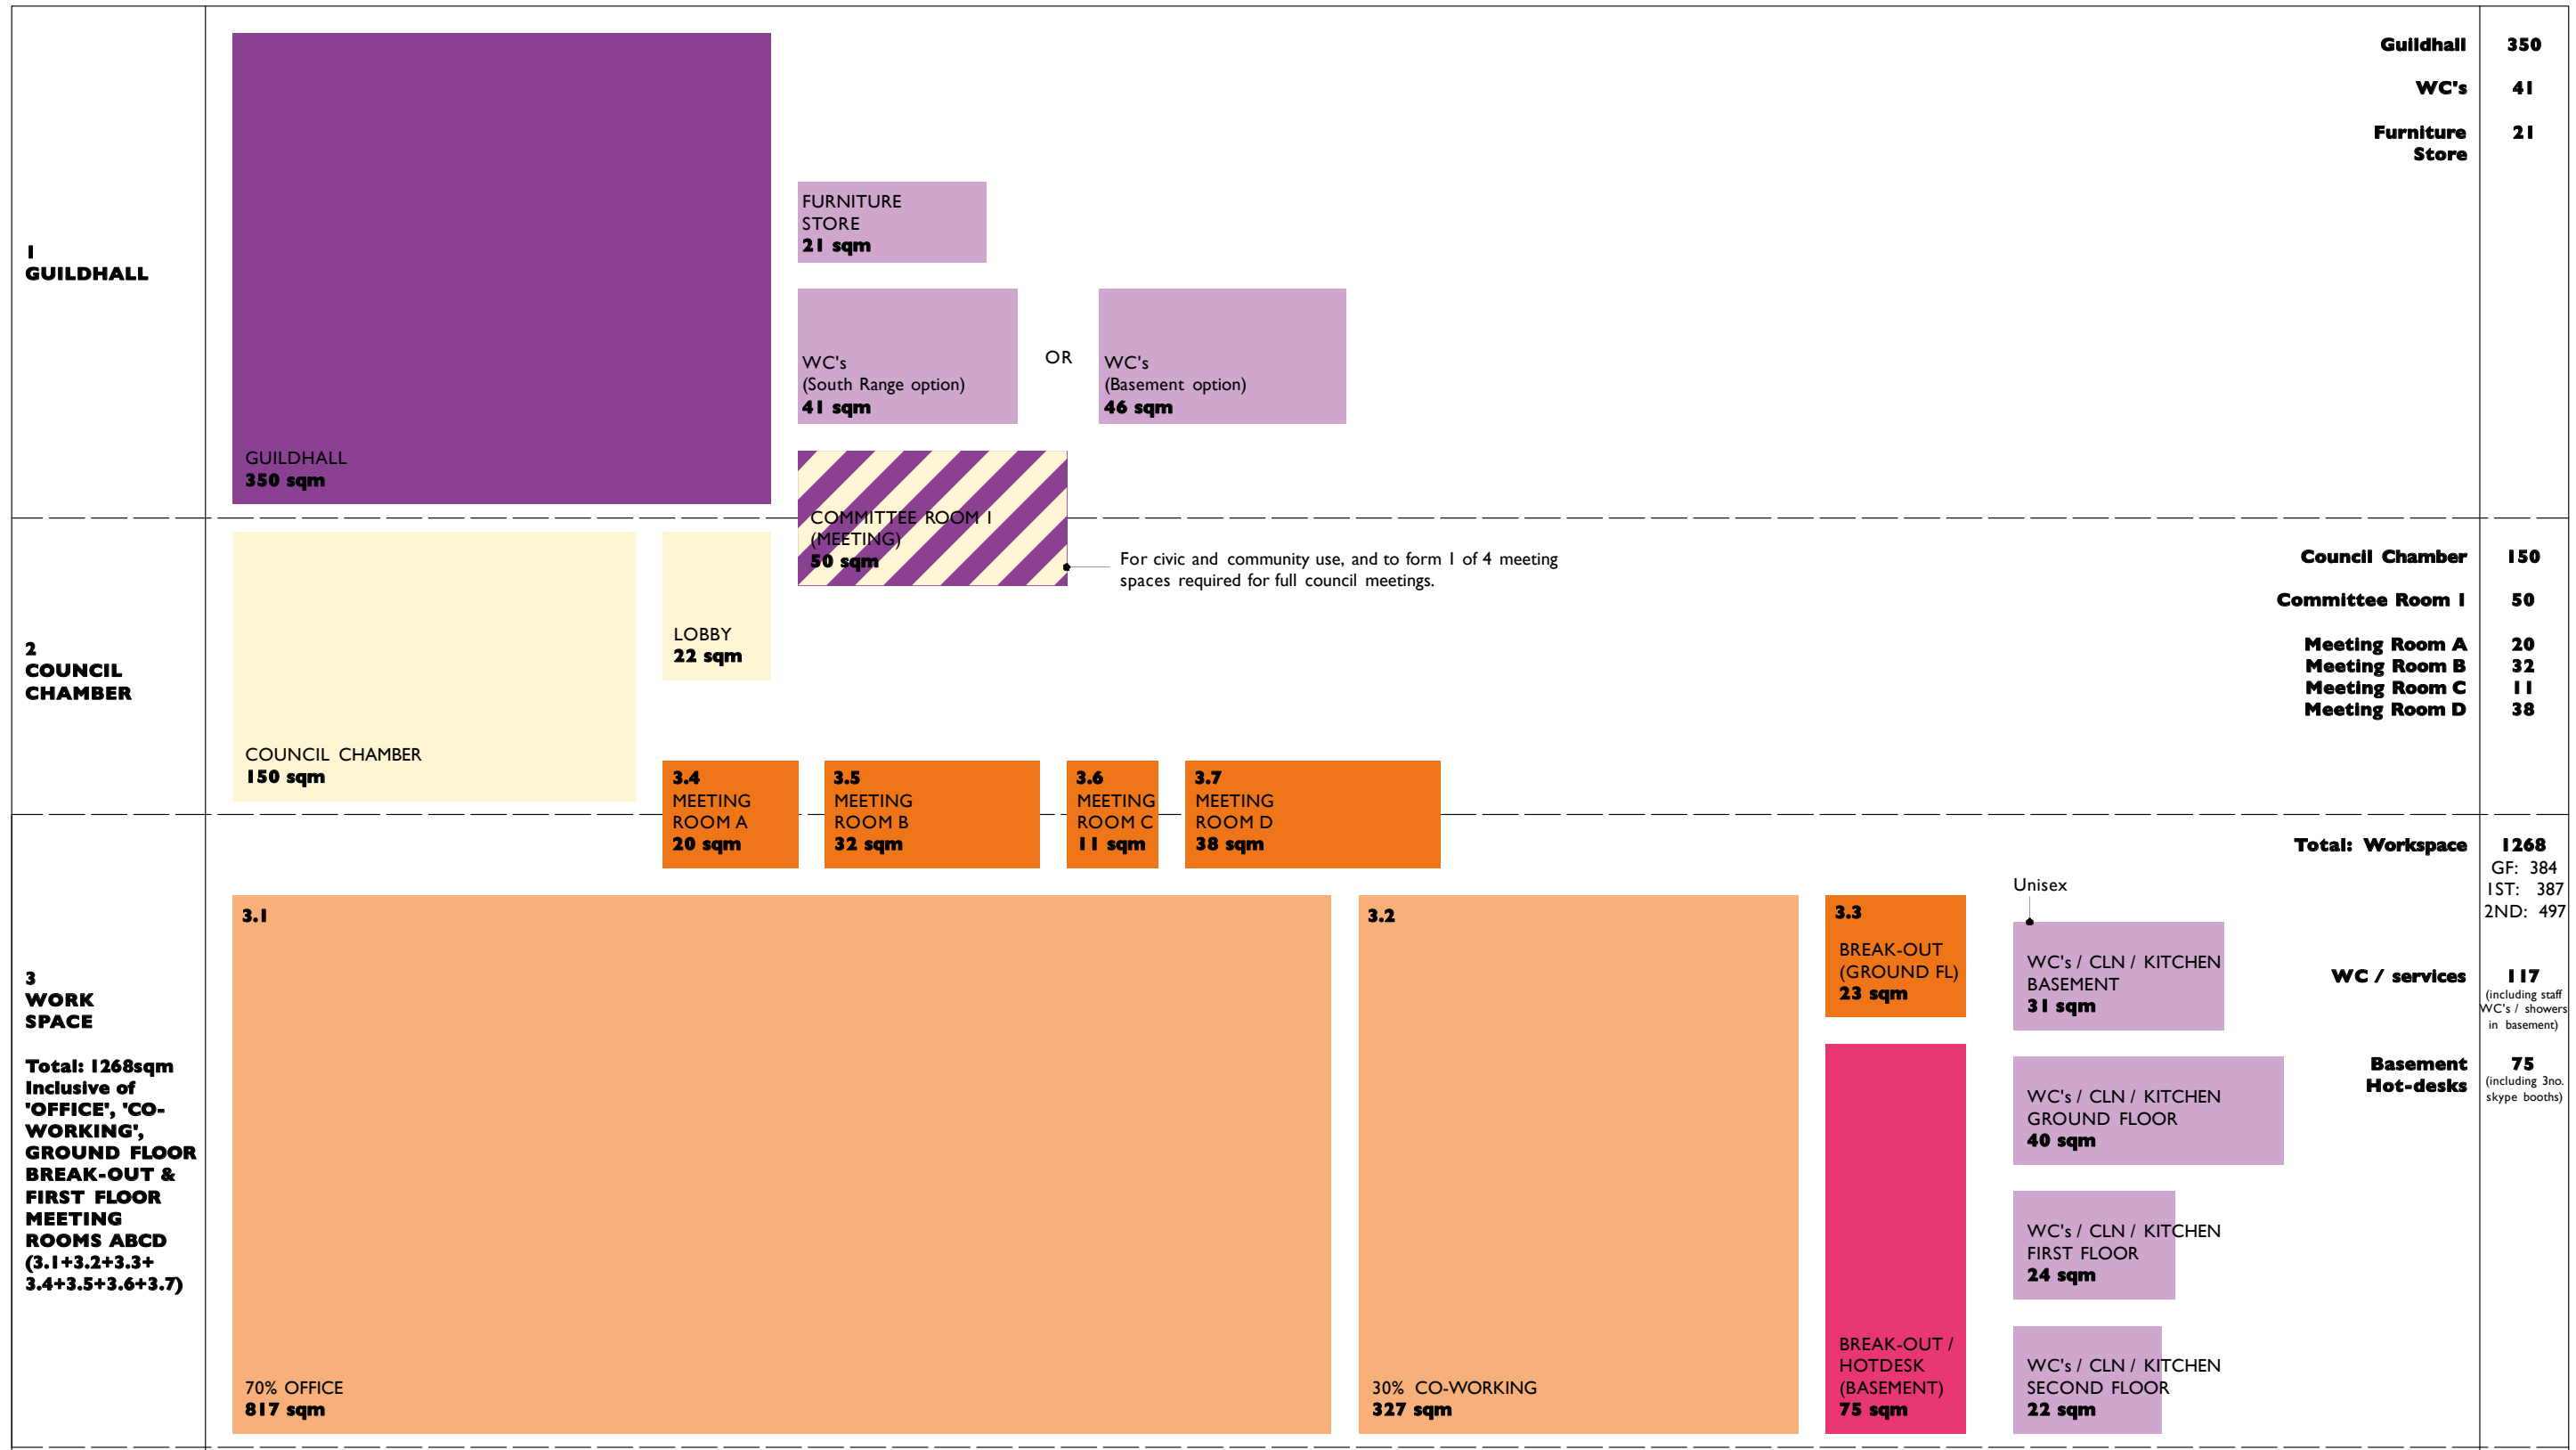 1
GUILDHALL
GUILDHALL
350 sqm
FURNITURE
STORE
21 sqm
WC's
(South Range option)
41 sqm
OR
WC's
(Basement option)
46 sqm
COMMITTEE ROOM 1
(MEETING)
50 sqm
For civic and community use, and to form 1 of 4 meeting
spaces required for full council meetings.
Guildhall 350
WC's 41
Furniture 21
Store
2
COUNCIL
CHAMBER
COUNCIL CHAMBER
150 sqm
LOBBY
22 sqm
Council Chamber 150
Committee Room 1 50
Meeting Room A 20
Meeting Room B 32
Meeting Room C 11
Meeting Room D 38
3.4
MEETING
ROOM A
20 sqm
3.5
MEETING
ROOM B
32 sqm
3.6
MEETING
ROOM C
11 sqm
3.7
MEETING
ROOM D
38 sqm
3
WORK
SPACE
Total: 1268sqm
Inclusive of
'OFFICE', 'CO-
WORKING',
GROUND FLOOR
BREAK-OUT &
FIRST FLOOR
MEETING
ROOMS ABCD
(3.1+3.2+3.3+
3.4+3.5+3.6+3.7)
3.1
70% OFFICE
817 sqm
3.2
30% CO-WORKING
327 sqm
3.3
BREAK-OUT
(GROUND FL)
23 sqm
BREAK-OUT /
HOTDESK
(BASEMENT)
75 sqm
Unisex
WC's / CLN / KITCHEN
BASEMENT
31 sqm
WC's / CLN / KITCHEN
GROUND FLOOR
40 sqm
WC's / CLN / KITCHEN
FIRST FLOOR
24 sqm
WC's / CLN / KITCHEN
SECOND FLOOR
22 sqm
Total: Workspace 1268
GF: 384
1ST: 387
2ND: 497
WC / services 117
(including staff
WC's / showers
in basement)
Basement 75
Hot-desks
(including 3no.
skype booths)